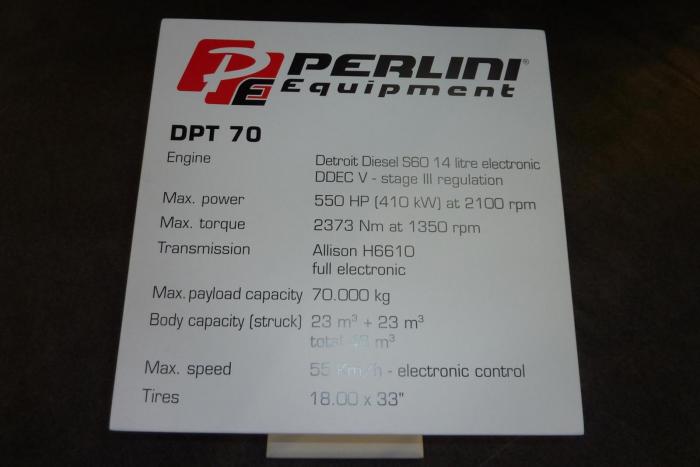 PE PERLINI®
Equipment
DPT 70
Engine Detroit Diesel S60 14 litre electronic
DDEC V - stage III regulation
Max. power 550 HP (410 kW) at 2100 rpm
Max. torque 2373 Nm at 1350 rpm
Transmission Allison H6610
full electronic
Max. payload capacity 70.000 kg
Body capacity (struck) 23 m³ + 23 m³
total m³
Max. speed 55 Km/h - electronic control
Tires 18.00 x 33"